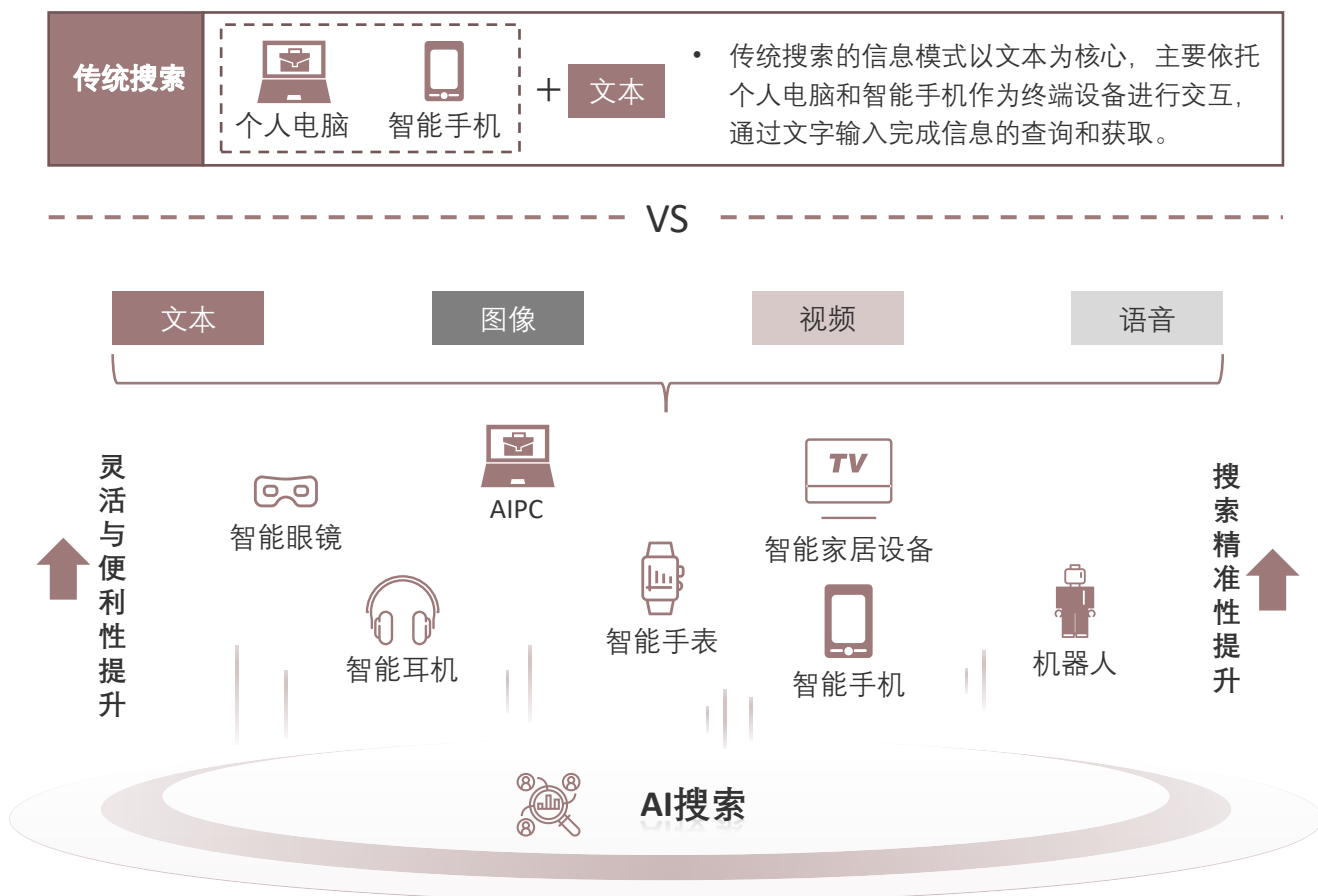 传统搜索
个人电脑
智能手机
+
文本
• 传统搜索的信息模式以文本为核心，主要依托
个人电脑和智能手机作为终端设备进行交互，
通过文字输入完成信息的查询和获取。
VS
文本
图像
视频
语音
灵活与便利性提升
智能眼镜
AIPC
TV
智能家居设备
搜索精准性提升
智能耳机
智能手表
智能手机
机器人
AI搜索